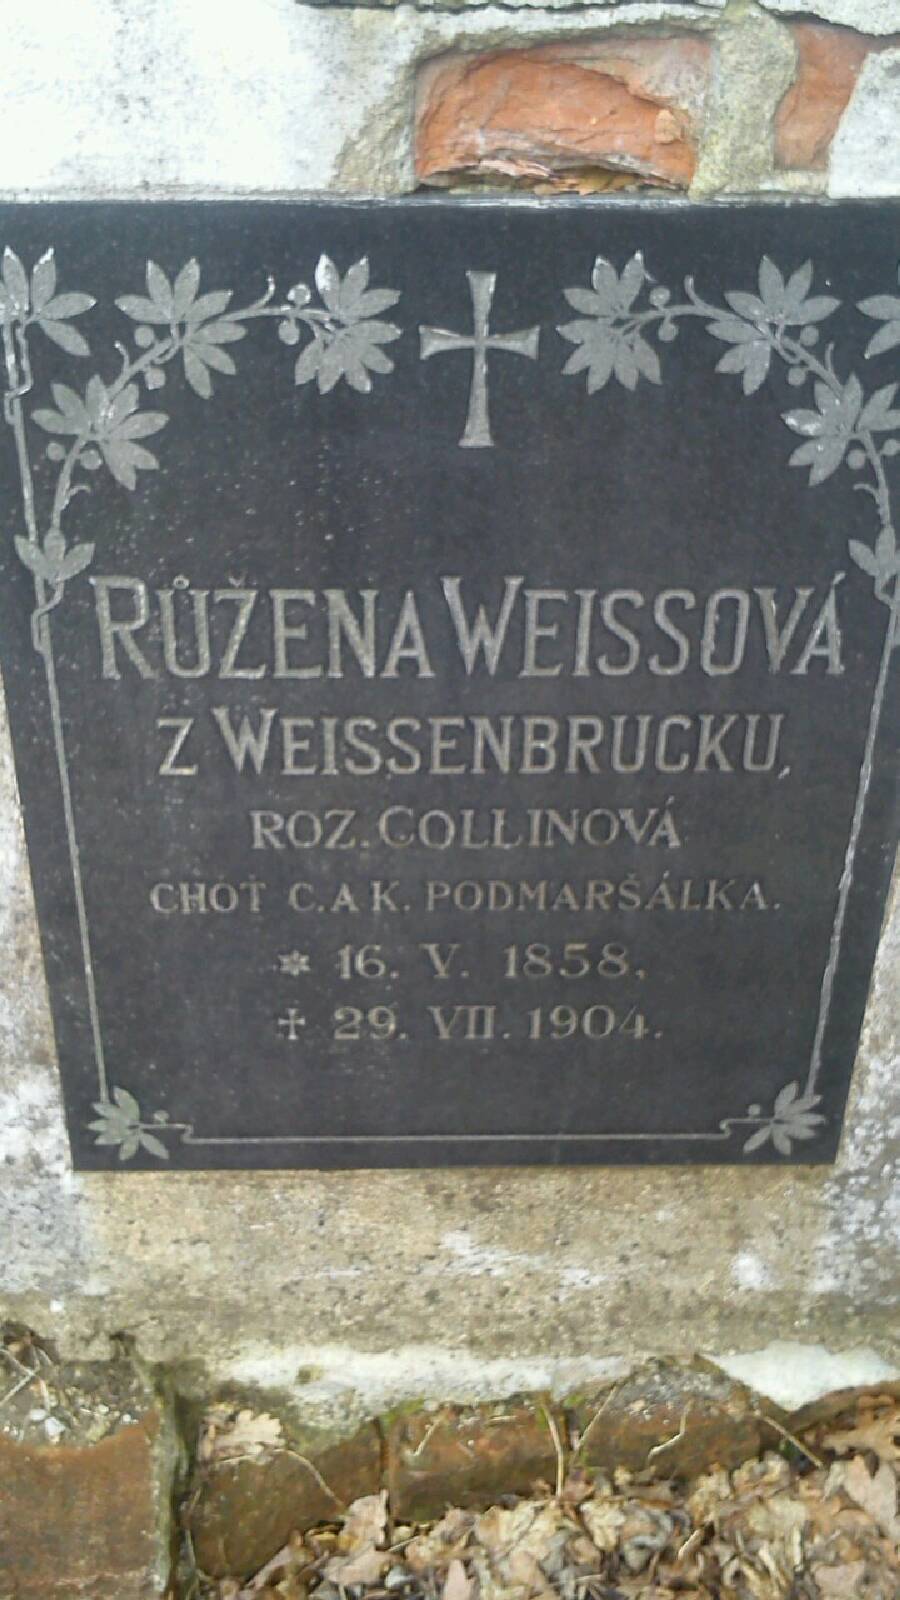 RŮŽENA WEISSOVÁ
Z WEISSENBRUCKU,
ROZ. COLLINOVÁ
CHOŤ C. A K. PODMARŠÁLKA.
* 16. V. 1858,
† 29. VII. 1904.